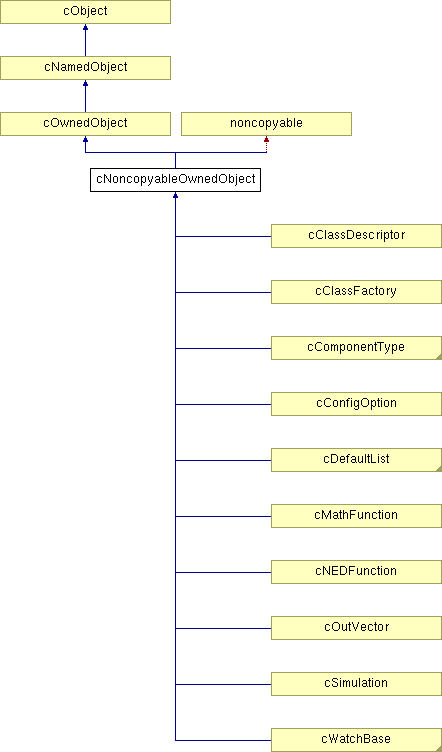 cObject
cNamedObject
cOwnedObject
noncopyable
cNoncopyableOwnedObject
cClassDescriptor
cClassFactory
cComponentType
cConfigOption
cDefaultList
cMathFunction
cNEDFunction
cOutVector
cSimulation
cWatchBase